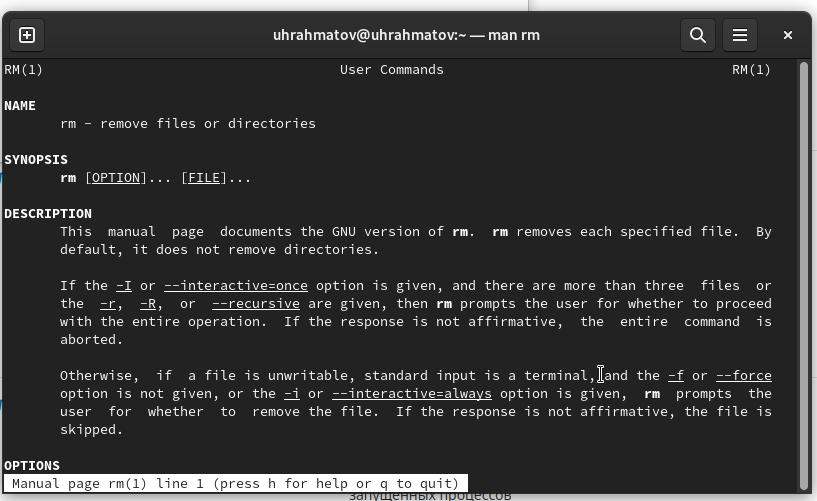 uhrahmatov@uhrahmatov:~ — man rm
RM(1) User Commands RM(1)
NAME
rm - remove files or directories
SYNOPSIS
rm [OPTION]... [FILE]...
DESCRIPTION
This manual page documents the GNU version of rm. rm removes each specified file. By
default, it does not remove directories.
If the -I or --interactive=once option is given, and there are more than three files or
the -r, -R, or --recursive are given, then rm prompts the user for whether to proceed
with the entire operation. If the response is not affirmative, the entire command is
aborted.
Otherwise, if a file is unwritable, standard input is a terminal, and the -f or --force
option is not given, or the -i or --interactive=always option is given, rm prompts the
user for whether to remove the file. If the response is not affirmative, the file is
skipped.
OPTIONS
Manual page rm(1) line 1 (press h for help or q to quit)
запущенных процессов